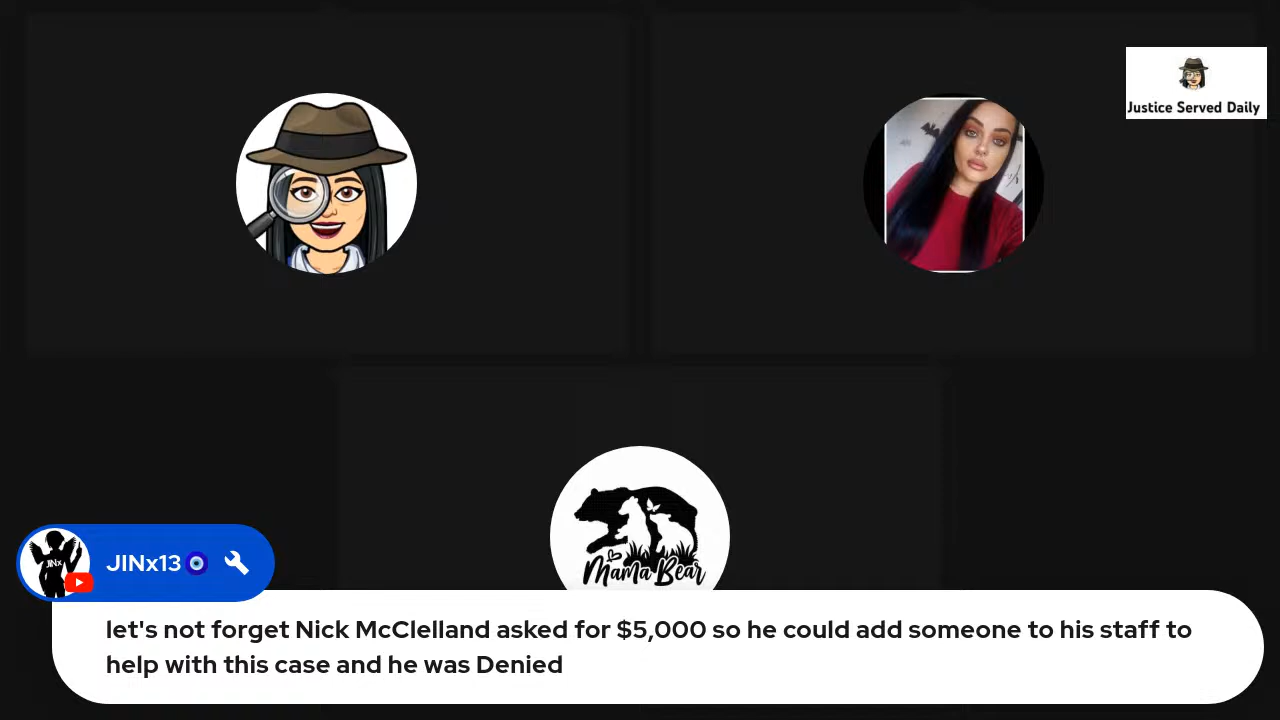 Justice Served Daily
Mama Bear
JINx
JINx13
let's not forget Nick McClelland asked for $5,000 so he could add someone to his staff to
help with this case and he was Denied